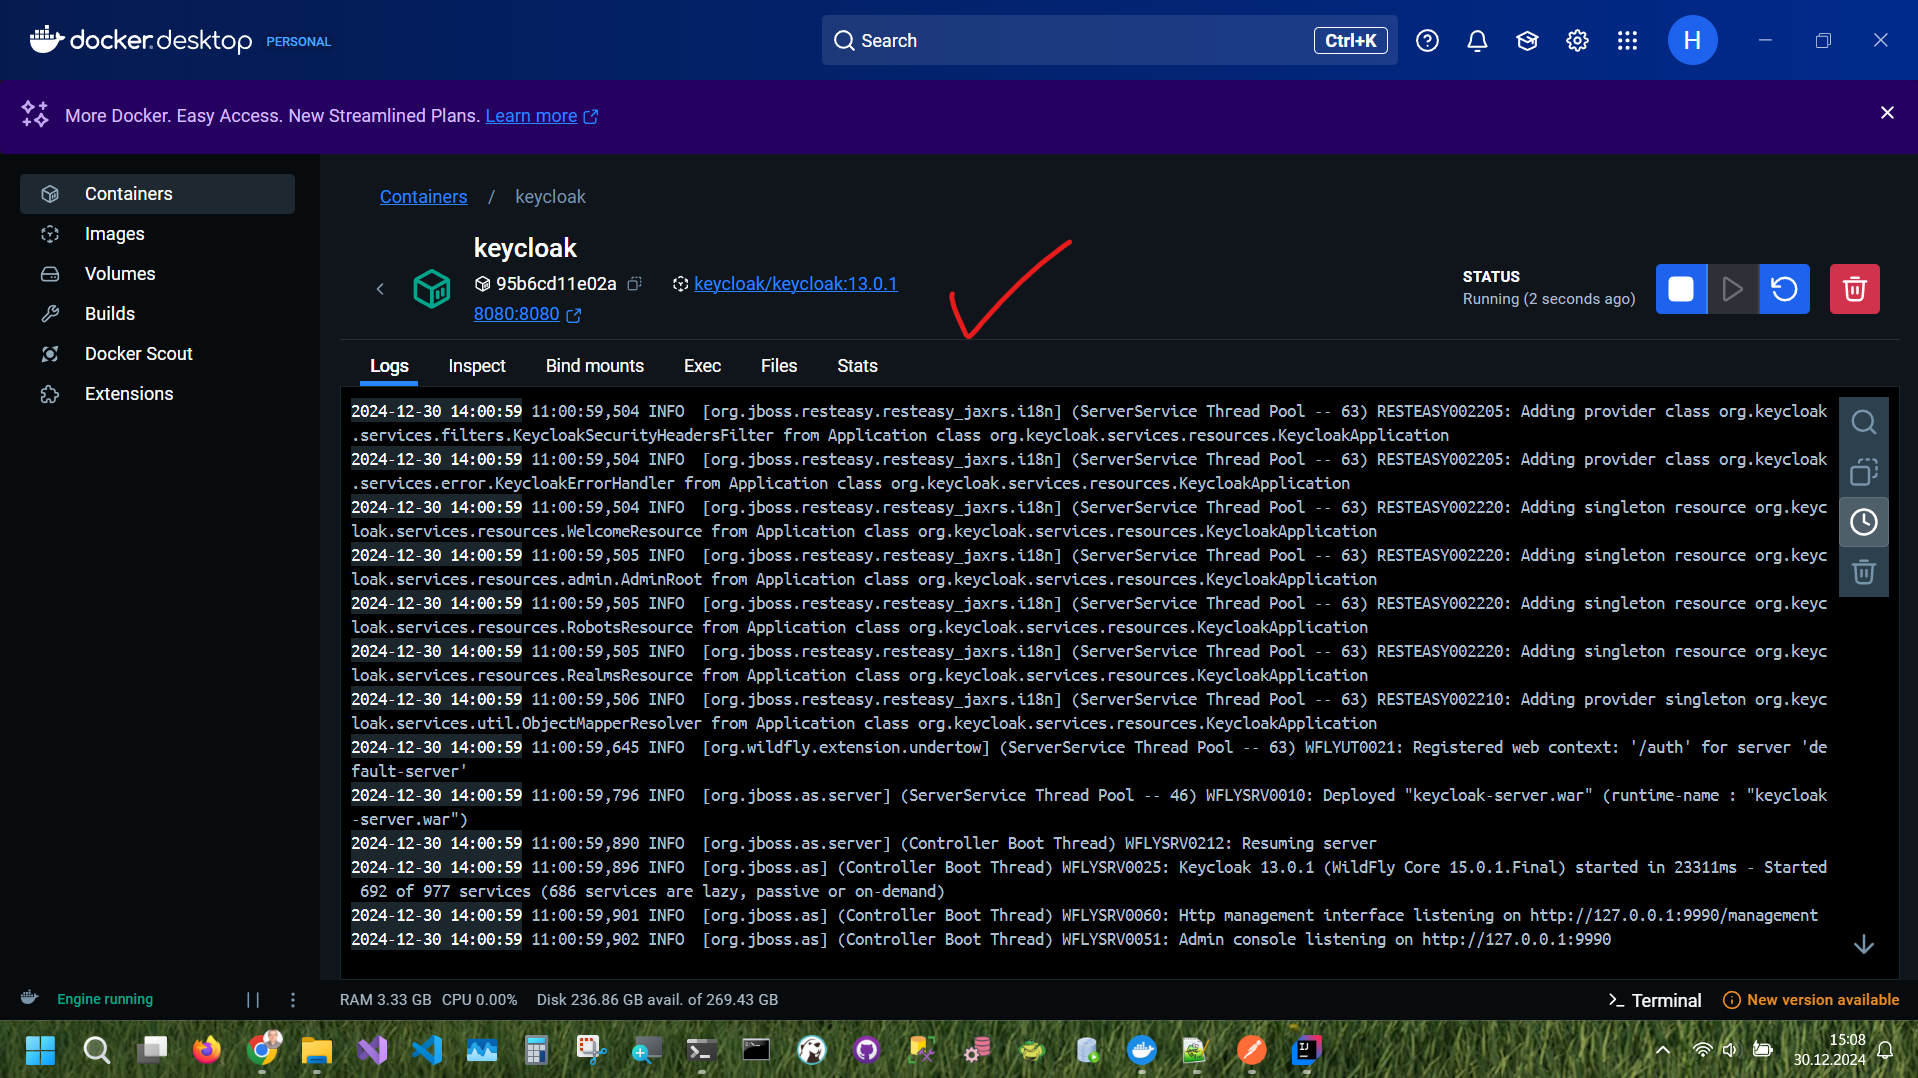 docker.desktop PERSONAL
Search Ctrl+K
H
More Docker. Easy Access. New Streamlined Plans. Learn more
Containers
Images
Volumes
Builds
Docker Scout
Extensions
Containers / keycloak
keycloak
95b6cd11e02a keycloak/keycloak:13.0.1
8080:8080
STATUS
Running (2 seconds ago)
Logs Inspect Bind mounts Exec Files Stats
2024-12-30 14:00:59 11:00:59,504 INFO [org.jboss.resteasy.resteasy_jaxrs.i18n] (ServerService Thread Pool -- 63) RESTEASY002205: Adding provider class org.keycloak
.services.filters.KeycloakSecurityHeadersFilter from Application class org.keycloak.services.resources.KeycloakApplication
2024-12-30 14:00:59 11:00:59,504 INFO [org.jboss.resteasy.resteasy_jaxrs.i18n] (ServerService Thread Pool -- 63) RESTEASY002205: Adding provider class org.keycloak
.services.error.KeycloakErrorHandler from Application class org.keycloak.services.resources.KeycloakApplication
2024-12-30 14:00:59 11:00:59,504 INFO [org.jboss.resteasy.resteasy_jaxrs.i18n] (ServerService Thread Pool -- 63) RESTEASY002220: Adding singleton resource org.keyc
loak.services.resources.WelcomeResource from Application class org.keycloak.services.resources.KeycloakApplication
2024-12-30 14:00:59 11:00:59,505 INFO [org.jboss.resteasy.resteasy_jaxrs.i18n] (ServerService Thread Pool -- 63) RESTEASY002220: Adding singleton resource org.keyc
loak.services.resources.admin.AdminRoot from Application class org.keycloak.services.resources.KeycloakApplication
2024-12-30 14:00:59 11:00:59,505 INFO [org.jboss.resteasy.resteasy_jaxrs.i18n] (ServerService Thread Pool -- 63) RESTEASY002220: Adding singleton resource org.keyc
loak.services.resources.RobotsResource from Application class org.keycloak.services.resources.KeycloakApplication
2024-12-30 14:00:59 11:00:59,505 INFO [org.jboss.resteasy.resteasy_jaxrs.i18n] (ServerService Thread Pool -- 63) RESTEASY002220: Adding singleton resource org.keyc
loak.services.resources.RealmsResource from Application class org.keycloak.services.resources.KeycloakApplication
2024-12-30 14:00:59 11:00:59,506 INFO [org.jboss.resteasy.resteasy_jaxrs.i18n] (ServerService Thread Pool -- 63) RESTEASY002210: Adding provider singleton org.keyc
loak.services.util.ObjectMapperResolver from Application class org.keycloak.services.resources.KeycloakApplication
2024-12-30 14:00:59 11:00:59,645 INFO [org.wildfly.extension.undertow] (ServerService Thread Pool -- 63) WFLYUT0021: Registered web context: '/auth' for server 'de
fault-server'
2024-12-30 14:00:59 11:00:59,796 INFO [org.jboss.as.server] (ServerService Thread Pool -- 46) WFLYSRV0010: Deployed "keycloak-server.war" (runtime-name : "keycloak
-server.war")
2024-12-30 14:00:59 11:00:59,890 INFO [org.jboss.as.server] (Controller Boot Thread) WFLYSRV0212: Resuming server
2024-12-30 14:00:59 11:00:59,896 INFO [org.jboss.as] (Controller Boot Thread) WFLYSRV0025: Keycloak 13.0.1 (WildFly Core 15.0.1.Final) started in 23311ms - Started
692 of 977 services (686 services are lazy, passive or on-demand)
2024-12-30 14:00:59 11:00:59,901 INFO [org.jboss.as] (Controller Boot Thread) WFLYSRV0060: Http management interface listening on http://127.0.0.1:9990/management
2024-12-30 14:00:59 11:00:59,902 INFO [org.jboss.as] (Controller Boot Thread) WFLYSRV0051: Admin console listening on http://127.0.0.1:9990
Engine running RAM 3.33 GB CPU 0.00% Disk 236.86 GB avail. of 269.43 GB Terminal New version available
15:08
30.12.2024